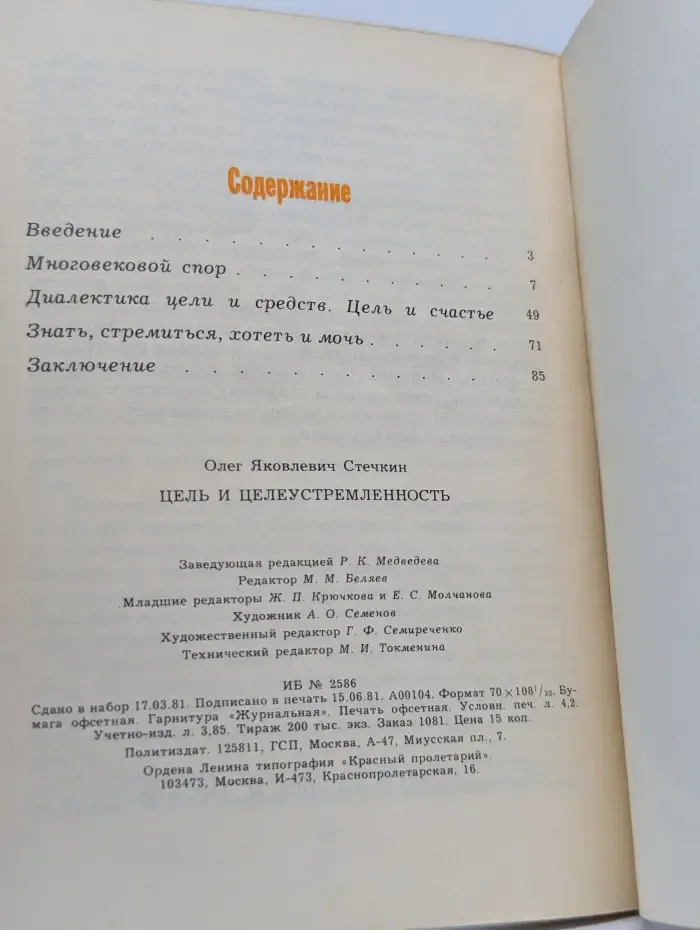 Содержание
Введение . . . . . . . . . . . . . . 3
Многовековой спор . . . . . . . . . . . 7
Диалектика цели и средств. Цель и счастье 49
Знать, стремиться, хотеть и мочь . . . . . . 71
Заключение . . . . . . . . . . . . . 85
Олег Яковлевич Стечкин
ЦЕЛЬ И ЦЕЛЕУСТРЕМЛЕННОСТЬ
Заведующая редакцией Р. К. Медведева
Редактор М. М. Беляев
Младшие редакторы Ж. П. Крючкова и Е. С. Молчанова
Художник А. О. Семенов
Художественный редактор Г. Ф. Семиреченко
Технический редактор М. И. Токменина
ИБ № 2586
Сдано в набор 17.03.81. Подписано в печать 15.06.81. А00104. Формат 70×108¹/₃₂. Бу-
мага офсетная. Гарнитура «Журнальная». Печать офсетная. Условн. печ. л. 4,2.
Учетно-изд. л. 3,85. Тираж 200 тыс. экз. Заказ 1081. Цена 15 коп.
Политиздат. 125811, ГСП, Москва, А-47, Миусская пл., 7.
Ордена Ленина типография «Красный пролетарий».
103473, Москва, И-473, Краснопролетарская, 16.